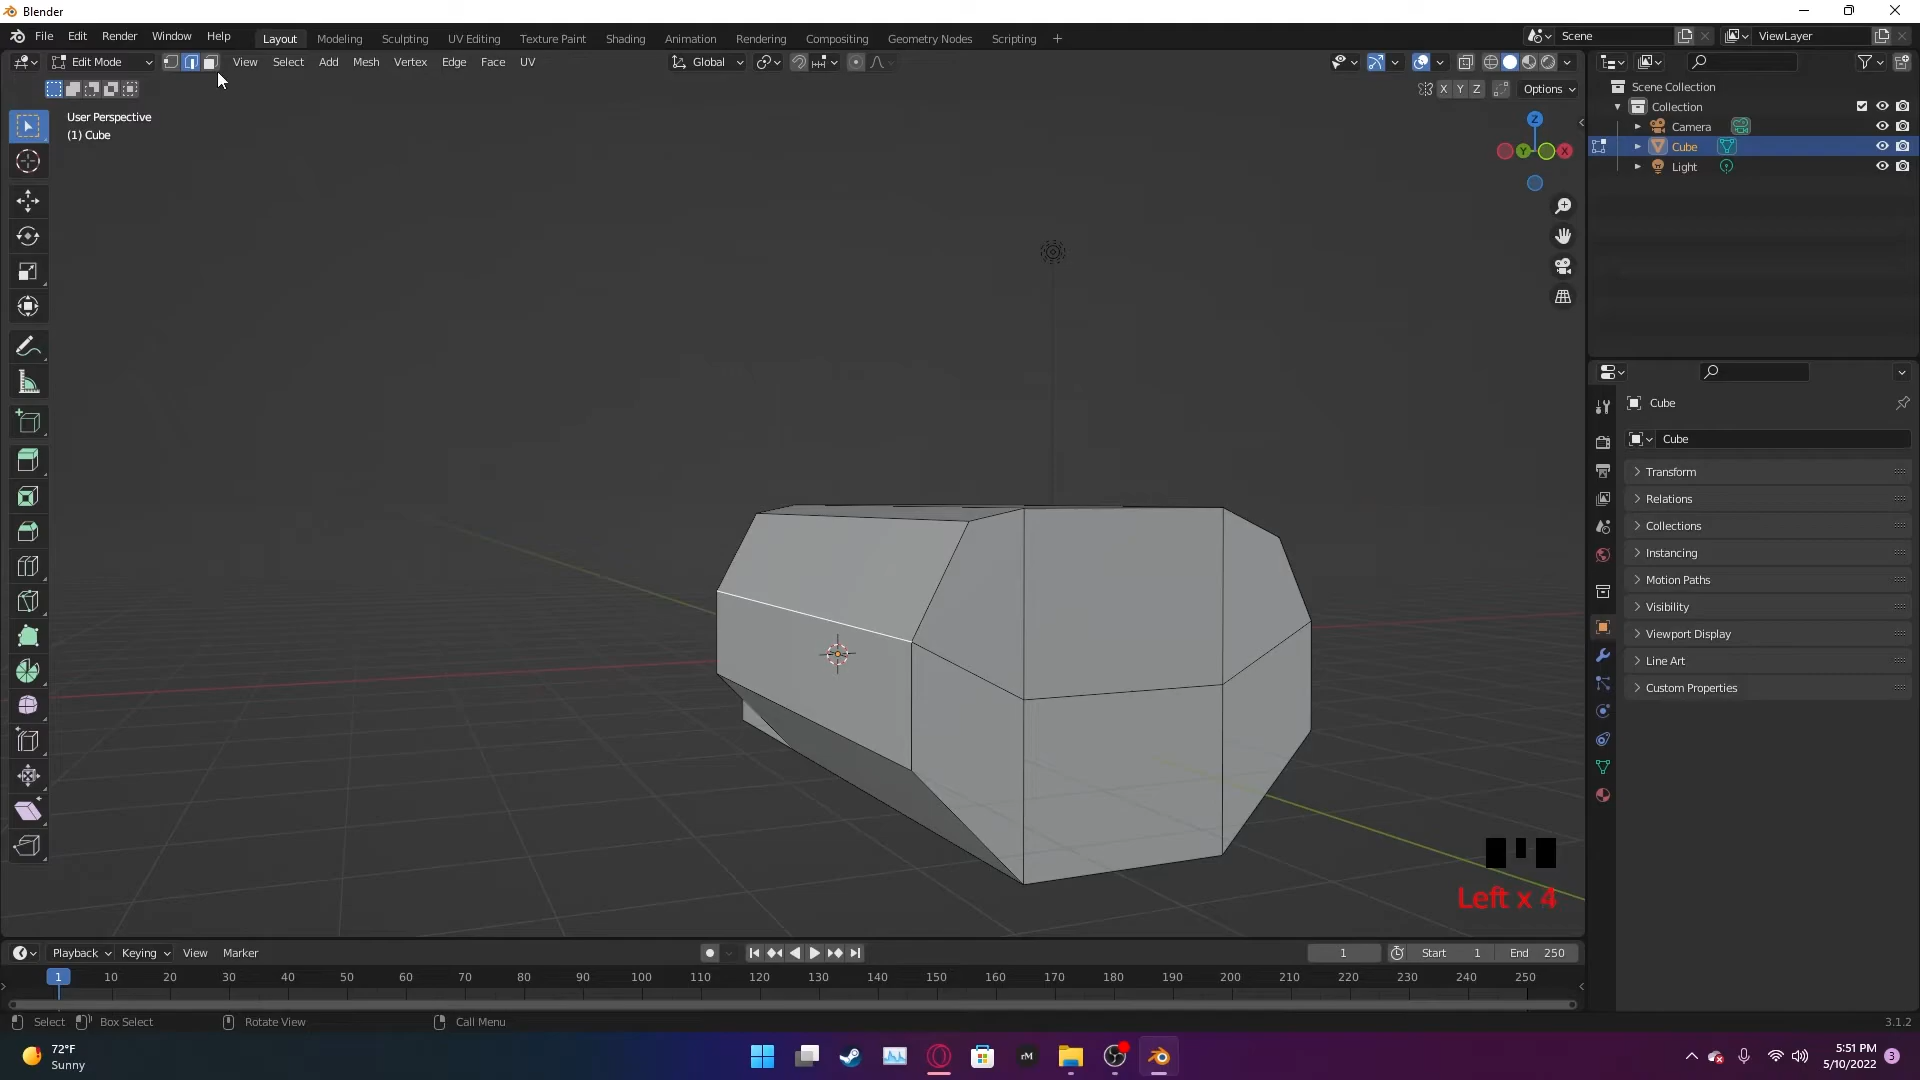 Blender
File Edit Render Window Help Layout Modeling Sculpting UV Editing Texture Paint Shading Animation Rendering Compositing Geometry Nodes Scripting + Scene ViewLayer
Edit Mode View Select Add Mesh Vertex Edge Face UV Global
X Y Z Options
User Perspective
(1) Cube
Z
Y X
Scene Collection
Collection
Camera
Cube
Light
Cube
Cube
Transform
Relations
Collections
Instancing
Motion Paths
Visibility
Viewport Display
Line Art
Custom Properties
Left x 4
Playback Keying View Marker 1 Start 1 End 250
1 10 20 30 40 50 60 70 80 90 100 110 120 130 140 150 160 170 180 190 200 210 220 230 240 250
Select Box Select Rotate View Call Menu 3.1.2
72°F
Sunny
rM
5:51 PM
5/10/2022
3